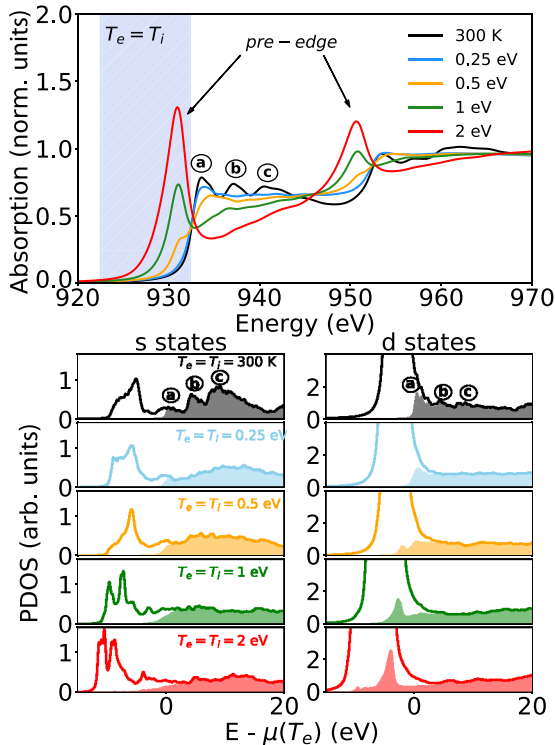 T_e = T_i
pre − edge
300 K
0.25 eV
0.5 eV
1 eV
2 eV
a
b
c
Absorption (norm. units)
2.0
1.5
1.0
0.5
0.0
920
930
940
950
960
970
Energy (eV)
s states
d states
T_e = T_i = 300 K
a
b
c
a
b
c
1
0
2
0
T_e = T_i = 0.25 eV
1
0
2
0
T_e = T_i = 0.5 eV
1
0
2
0
T_e = T_i = 1 eV
1
0
2
0
T_e = T_i = 2 eV
1
0
2
0
PDOS (arb. units)
0
20
0
20
E - μ(T_e) (eV)